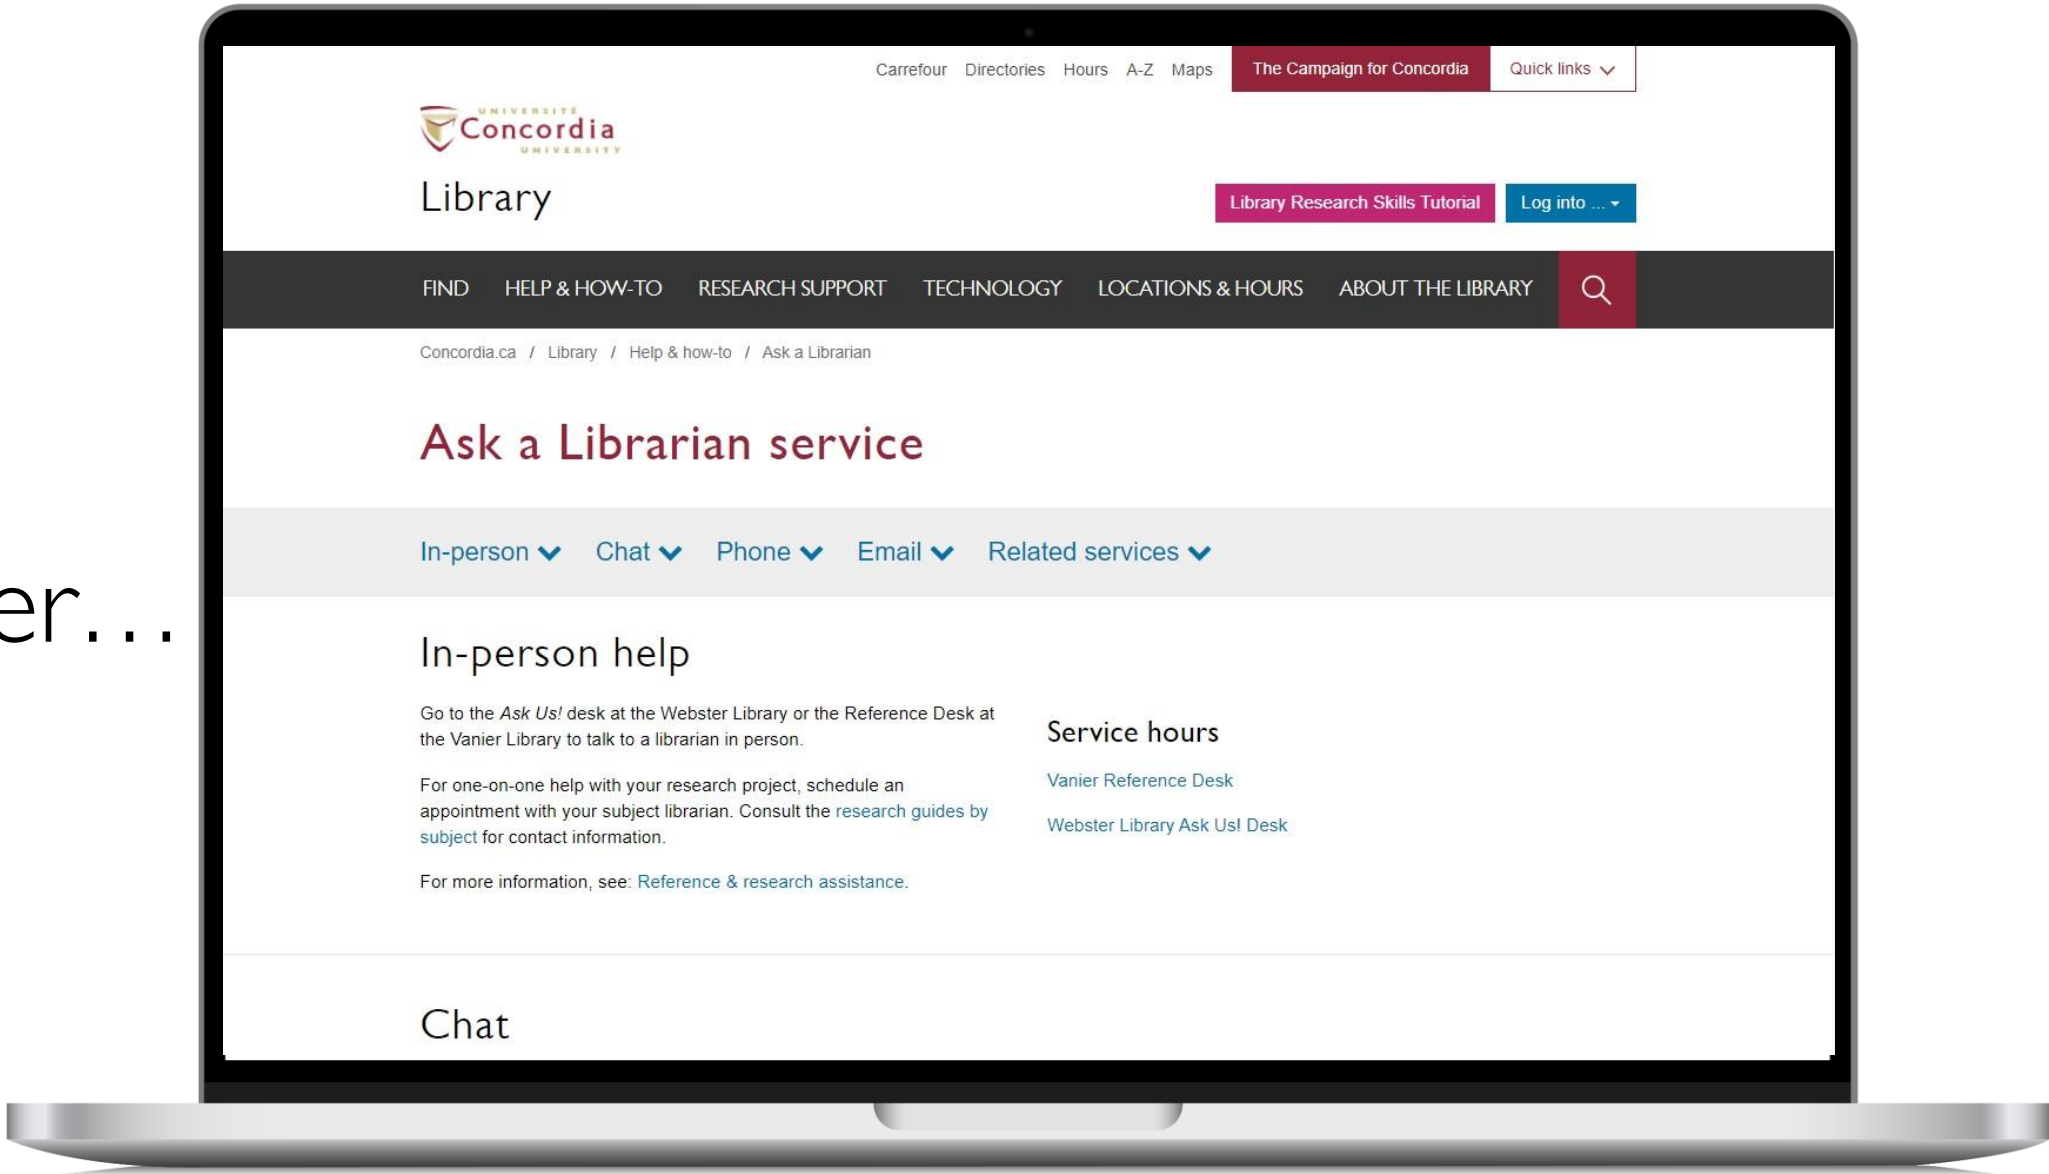 Carrefour Directories Hours A-Z Maps The Campaign for Concordia Quick links
UNIVERSITÉ
Concordia
UNIVERSITY
Library
Library Research Skills Tutorial Log into ...
FIND HELP & HOW-TO RESEARCH SUPPORT TECHNOLOGY LOCATIONS & HOURS ABOUT THE LIBRARY
Concordia.ca / Library / Help & how-to / Ask a Librarian
Ask a Librarian service
In-person Chat Phone Email Related services
er...
In-person help
Go to the Ask Us! desk at the Webster Library or the Reference Desk at
the Vanier Library to talk to a librarian in person.
For one-on-one help with your research project, schedule an
appointment with your subject librarian. Consult the research guides by
subject for contact information.
For more information, see: Reference & research assistance.
Service hours
Vanier Reference Desk
Webster Library Ask Us! Desk
Chat